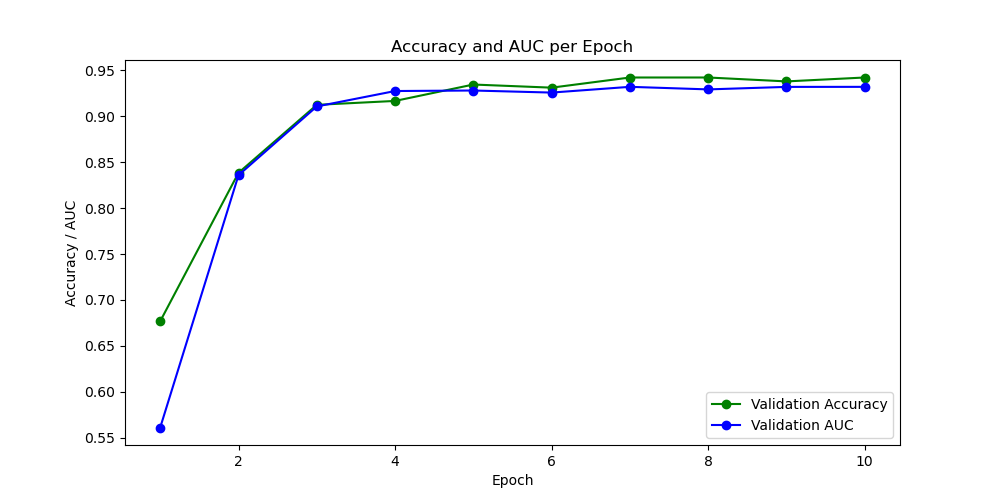 Accuracy and AUC per Epoch
Accuracy / AUC
0.95
0.90
0.85
0.80
0.75
0.70
0.65
0.60
0.55
2
4
6
8
10
Epoch
Validation Accuracy
Validation AUC